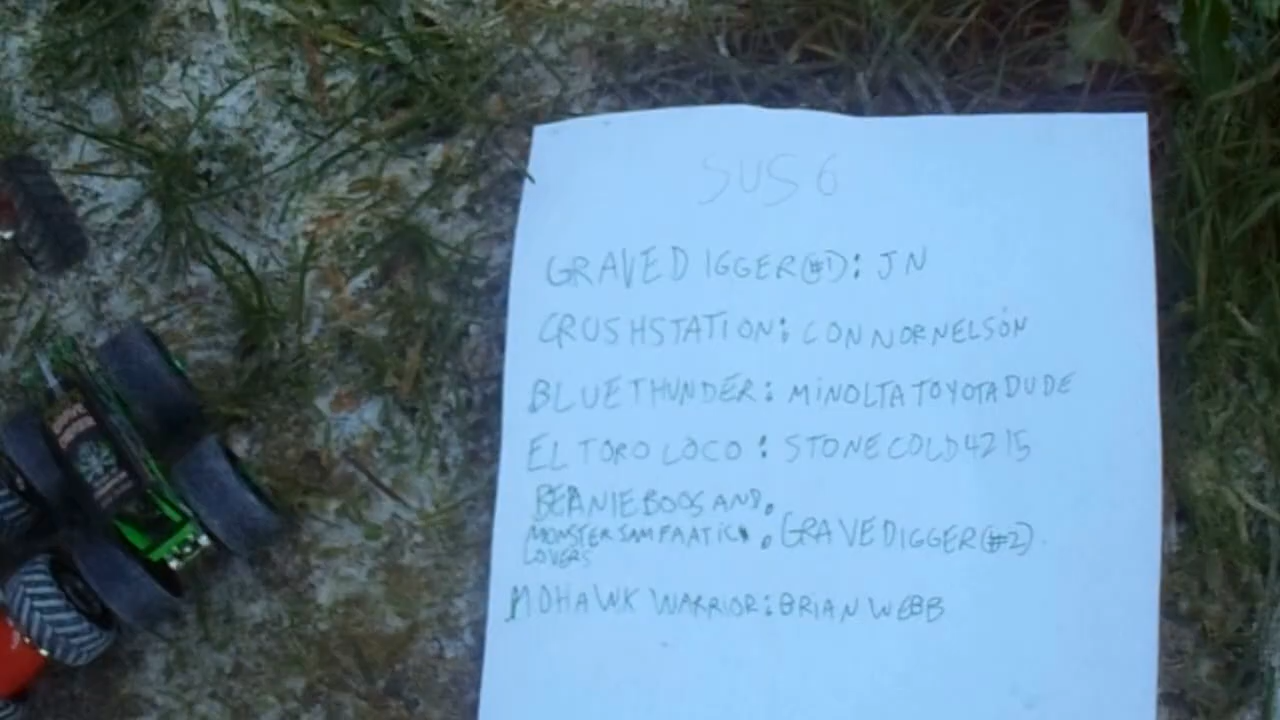 SUS 6
GRAVEDIGGER(#1): JN
CRUSHSTATION: CONNORNELSON
BLUETHUNDER: MINOLTATOYOTADUDE
EL TORO LOCO: STONECOLD4215
BEANIEBOOS AND
MONSTERJAMFAATICS : GRAVEDIGGER(#2)
LOVERS
MOHAWK WARRIOR: BRIAN WEBB